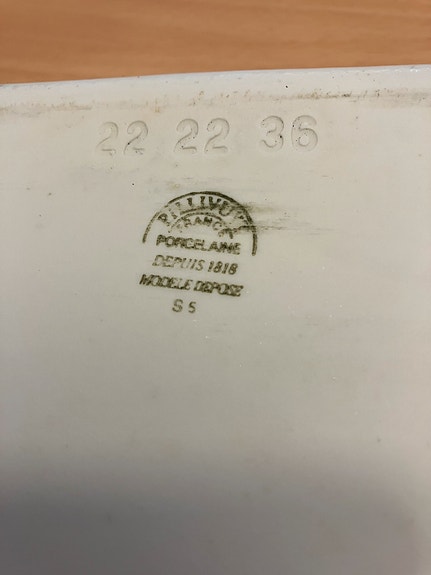 22 22 36
PILLIVUYT
FRANCE
PORCELAINE
DEPUIS 1818
MODELE DEPOSE
S 5